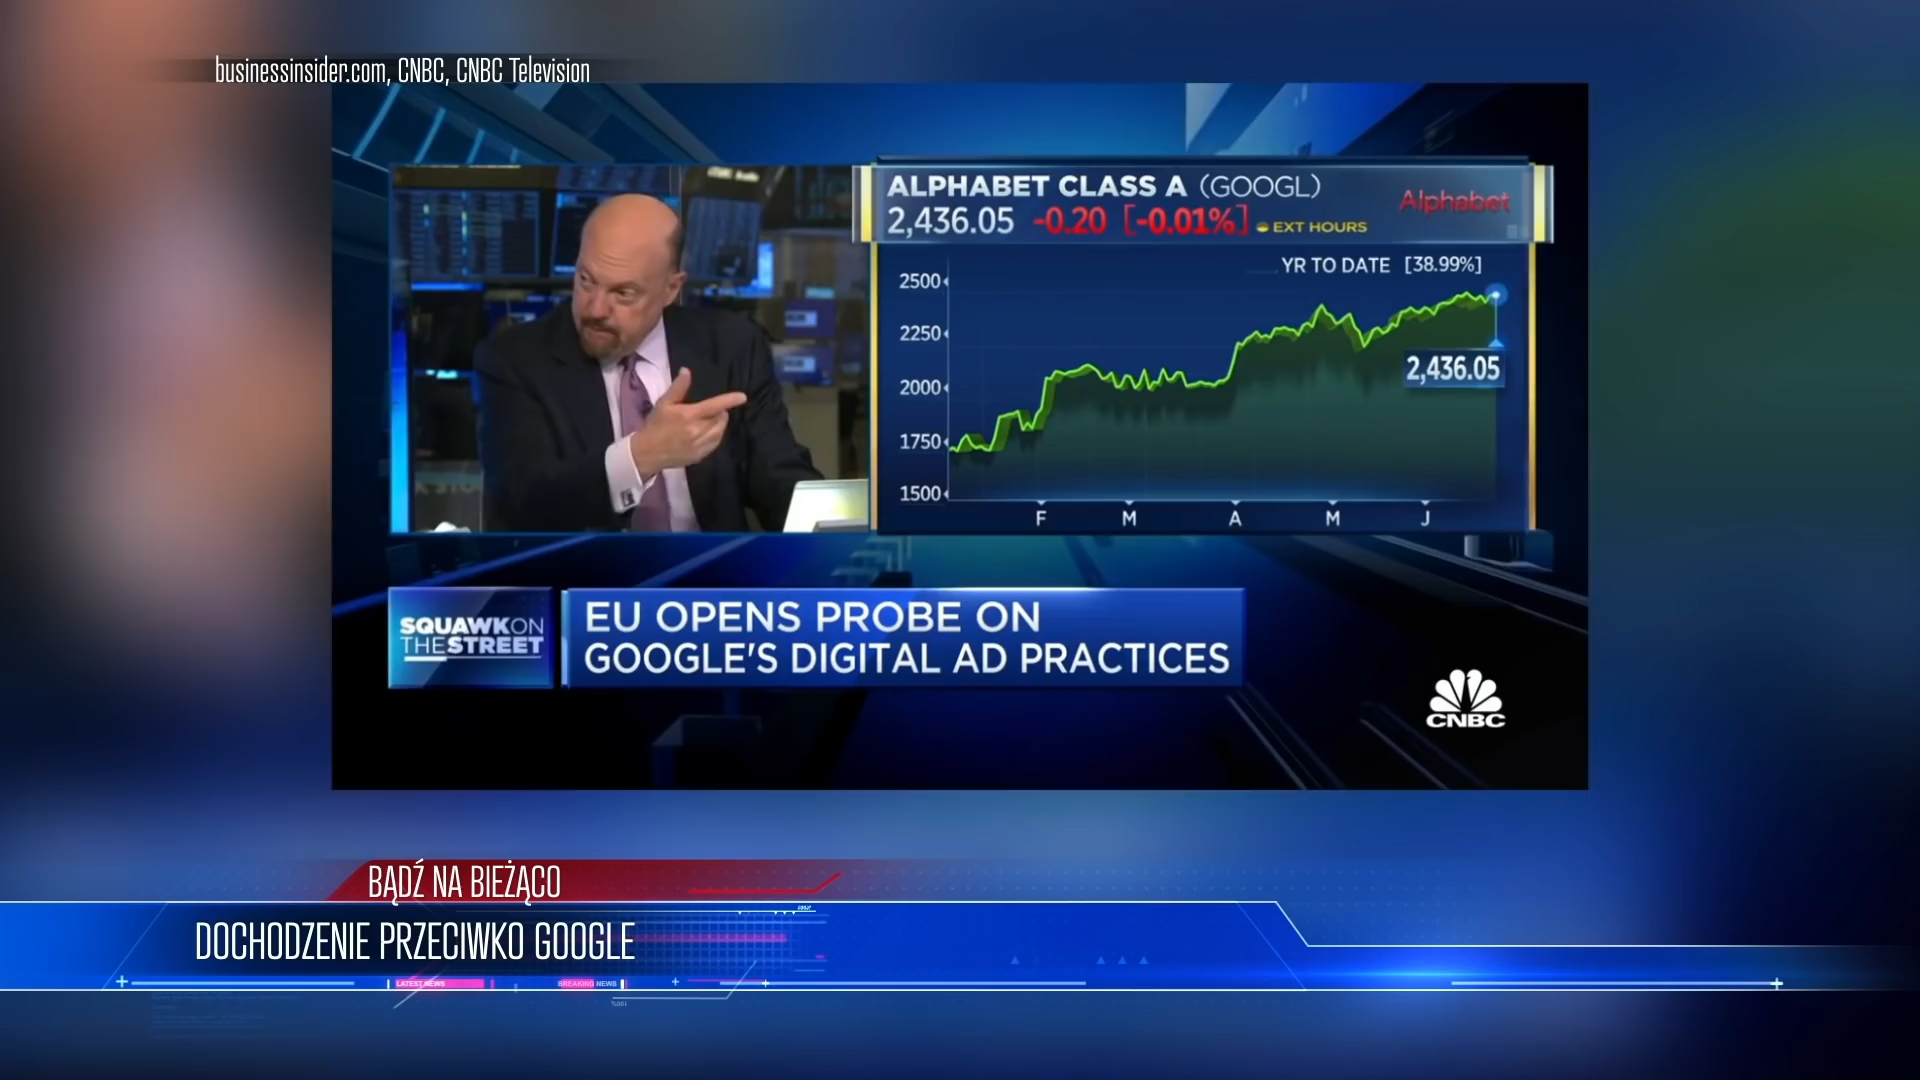 businessinsider.com, CNBC, CNBC Television
ALPHABET CLASS A (GOOGL)
2,436.05 -0.20 [-0.01%] EXT HOURS
Alphabet
YR TO DATE [38.99%]
2500
2250
2000
1750
1500
2,436.05
F M A M J
SQUAWK ON
THE STREET
EU OPENS PROBE ON
GOOGLE'S DIGITAL AD PRACTICES
CNBC
BĄDŹ NA BIEŻĄCO
DOCHODZENIE PRZECIWKO GOOGLE
LATEST NEWS
BREAKING NEWS